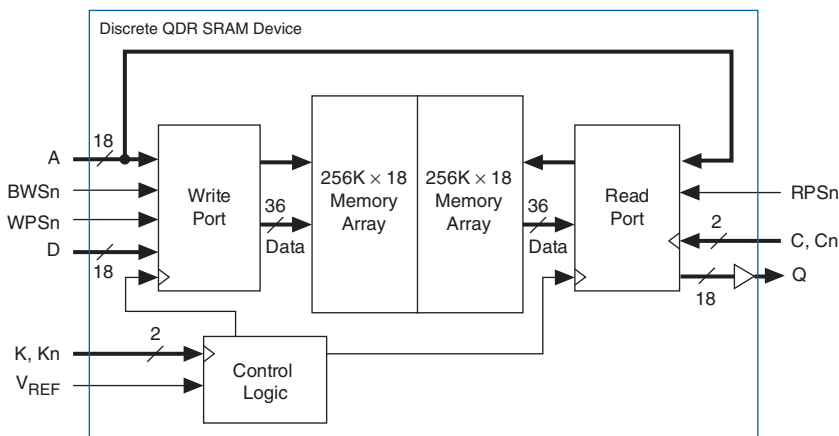 Discrete QDR SRAM Device
A
18
BWSn
WPSn
D
18
Write
Port
36
Data
256K × 18
Memory
Array
256K × 18
Memory
Array
36
Data
Read
Port
RPSn
2
C, Cn
18
Q
K, Kn
2
VREF
Control
Logic